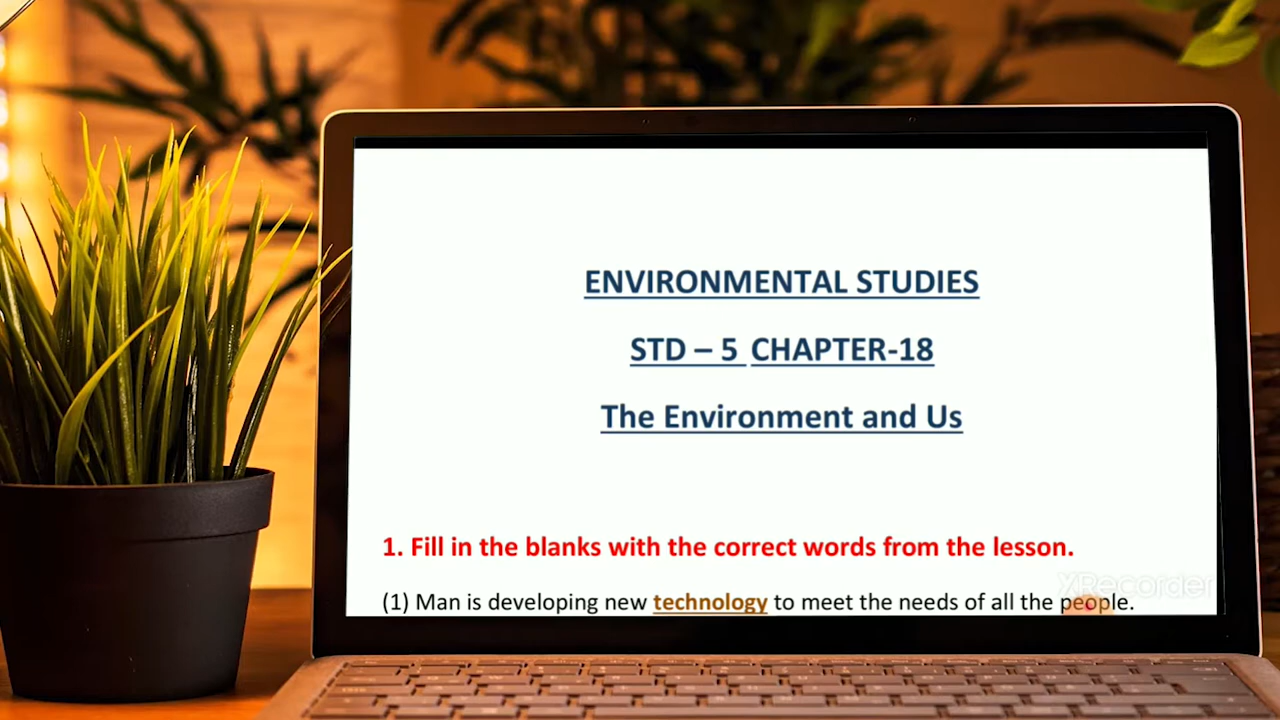 ENVIRONMENTAL STUDIES
STD – 5 CHAPTER-18
The Environment and Us
1. Fill in the blanks with the correct words from the lesson.
XRecorder
(1) Man is developing new technology to meet the needs of all the people.